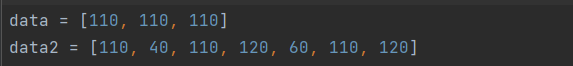 data = [110, 110, 110]
data2 = [110, 40, 110, 120, 60, 110, 120]